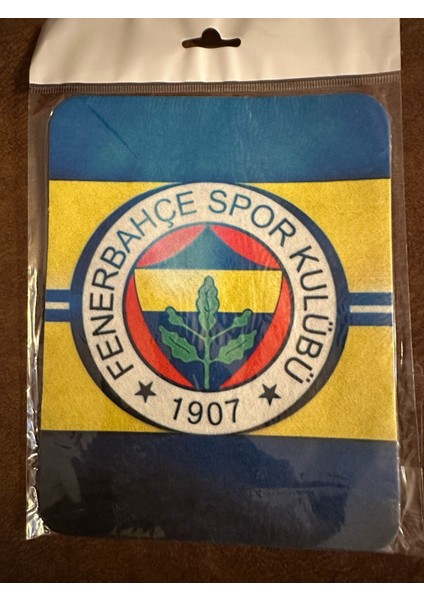 FENERBAHÇE SPOR KULÜBÜ
1907